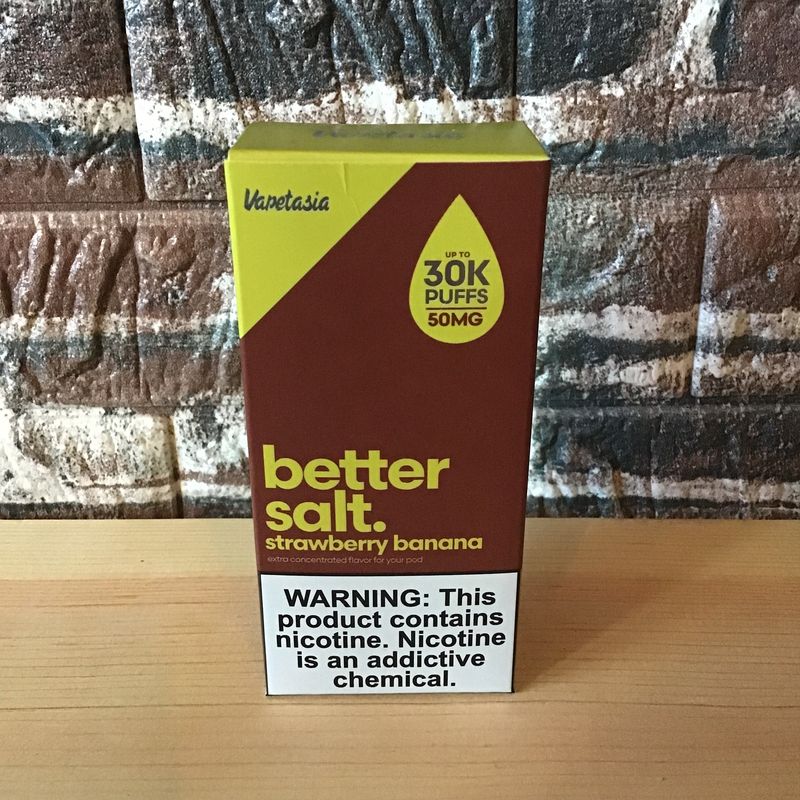 Vapetasia
UP TO
30K
PUFFS
50MG
better
salt.
strawberry banana
extra concentrated flavor for your pod
WARNING: This
product contains
nicotine. Nicotine
is an addictive
chemical.